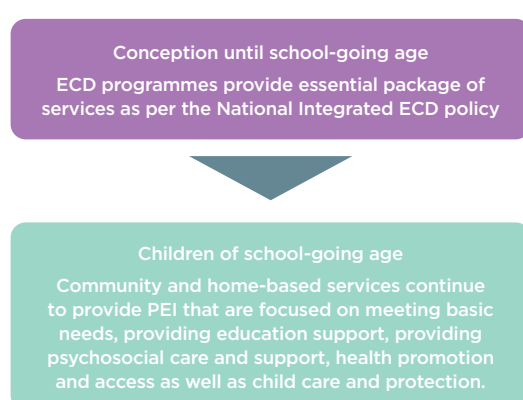 Conception until school-going age
ECD programmes provide essential package of
services as per the National Integrated ECD policy
Children of school-going age
Community and home-based services continue
to provide PEI that are focused on meeting basic
needs, providing education support, providing
psychosocial care and support, health promotion
and access as well as child care and protection.